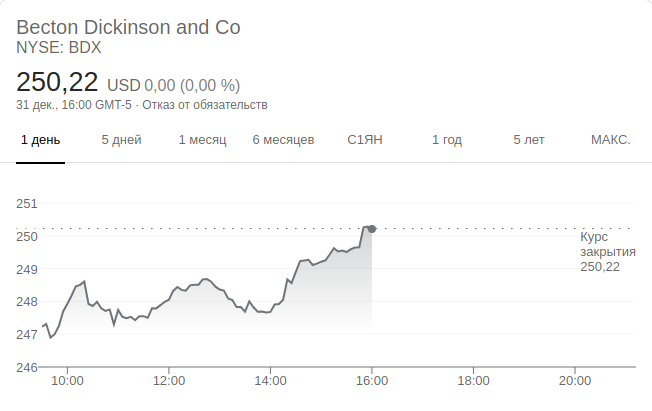 Becton Dickinson and Co
NYSE: BDX
250,22 USD 0,00 (0,00 %)
31 дек., 16:00 GMT-5 · Отказ от обязательств
1 день 5 дней 1 месяц 6 месяцев С1ЯН 1 год 5 лет МАКС.
251
250
249
248
247
246
Курс
закрытия
250,22
10:00 12:00 14:00 16:00 18:00 20:00